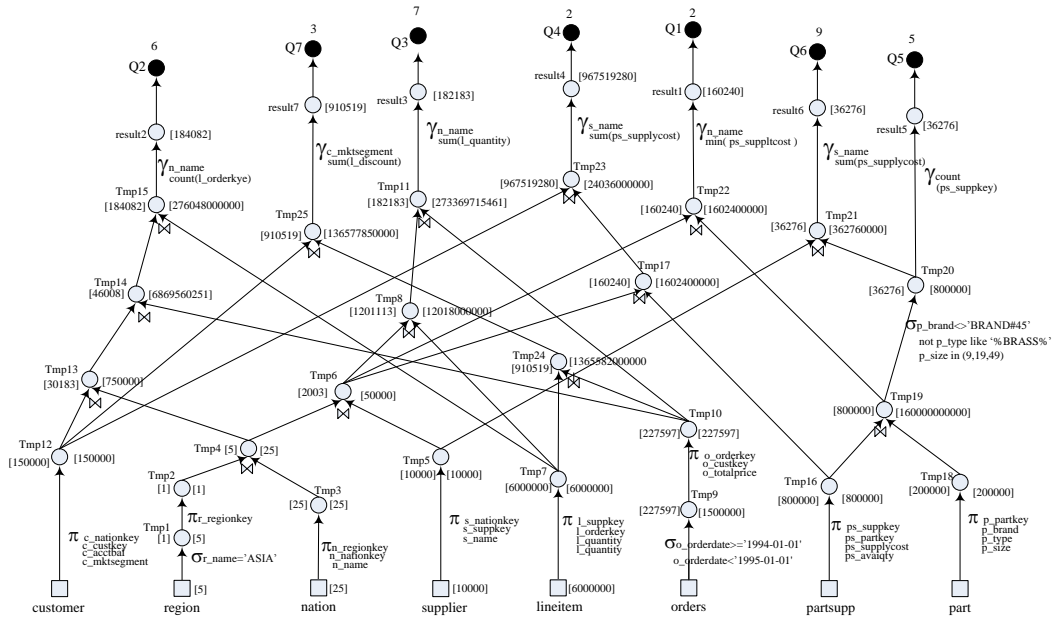 6
Q2
3
Q7
7
Q3
2
Q4
2
Q1
9
Q6
5
Q5
result2 [184082]
result7 [910519]
result3 [182183]
result4 [967519280]
result1 [160240]
result6 [36276]
result5 [36276]
γ n_name
count(l_orderkye)
γ c_mktsegment
sum(l_discount)
γ n_name
sum(l_quantity)
γ s_name
sum(ps_supplycost)
γ n_name
min( ps_suppltcost )
γ s_name
sum(ps_supplycost)
γ count
(ps_suppkey)
Tmp15
[184082] [276048000000]
Tmp25
[910519] [136577850000]
Tmp11
[182183] [273369715461]
Tmp23
[967519280] [24036000000]
Tmp22
[160240] [1602400000]
Tmp21
[36276] [362760000]
Tmp14
[46008] [6869560251]
Tmp8
[1201113] [12018000000]
Tmp17
[160240] [1602400000]
Tmp20
[36276] [800000]
σ p_brand<>'BRAND#45'
not p_type like '%BRASS%'
p_size in (9,19,49)
Tmp13
[30183] [750000]
Tmp6
[2003] [50000]
Tmp24
[910519] [1365582000000]
Tmp19
[800000] [160000000000]
Tmp12
[150000] [150000]
Tmp4 [5] [25]
Tmp5
[10000] [10000]
Tmp7
[6000000] [6000000]
Tmp10
[227597] [227597]
Tmp16
[800000] [800000]
Tmp18
[200000] [200000]
Tmp2
[1] [1]
Tmp3
[25] [25]
π o_orderkey
o_custkey
o_totalprice
Tmp9
[227597] [1500000]
π r_regionkey
Tmp1
[1] [5]
π c_nationkey
c_custkey
c_acctbal
c_mktsegment
σ r_name='ASIA'
π n_regionkey
n_nationkey
n_name
π s_nationkey
s_suppkey
s_name
π l_suppkey
l_orderkey
l_quantity
l_quantity
σ o_orderdate>='1994-01-01'
o_orderdate<'1995-01-01'
π ps_suppkey
ps_partkey
ps_supplycost
ps_avaiqty
π p_partkey
p_brand
p_type
p_size
[5]
[25]
[10000]
[6000000]
customer region nation supplier lineitem orders partsupp part